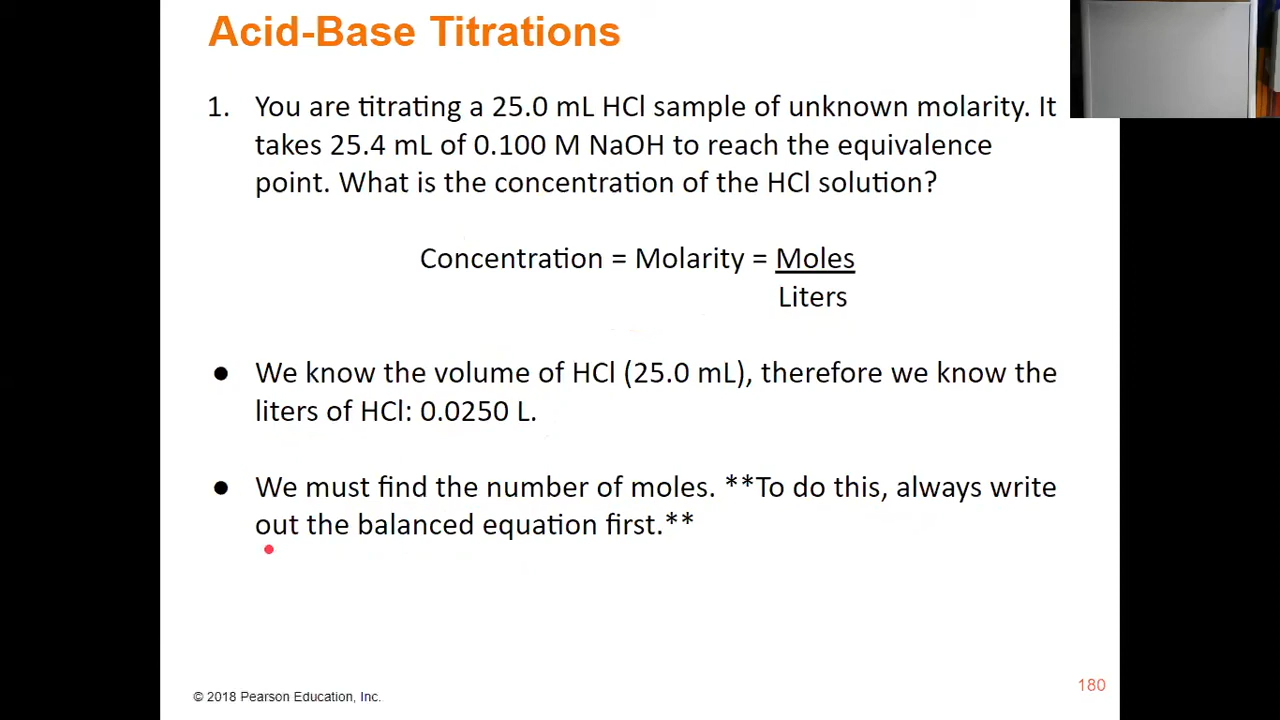 Acid-Base Titrations
1. You are titrating a 25.0 mL HCl sample of unknown molarity. It
takes 25.4 mL of 0.100 M NaOH to reach the equivalence
point. What is the concentration of the HCl solution?
Concentration = Molarity = Moles
Liters
● We know the volume of HCl (25.0 mL), therefore we know the
liters of HCl: 0.0250 L.
● We must find the number of moles. **To do this, always write
out the balanced equation first.**
180
© 2018 Pearson Education, Inc.